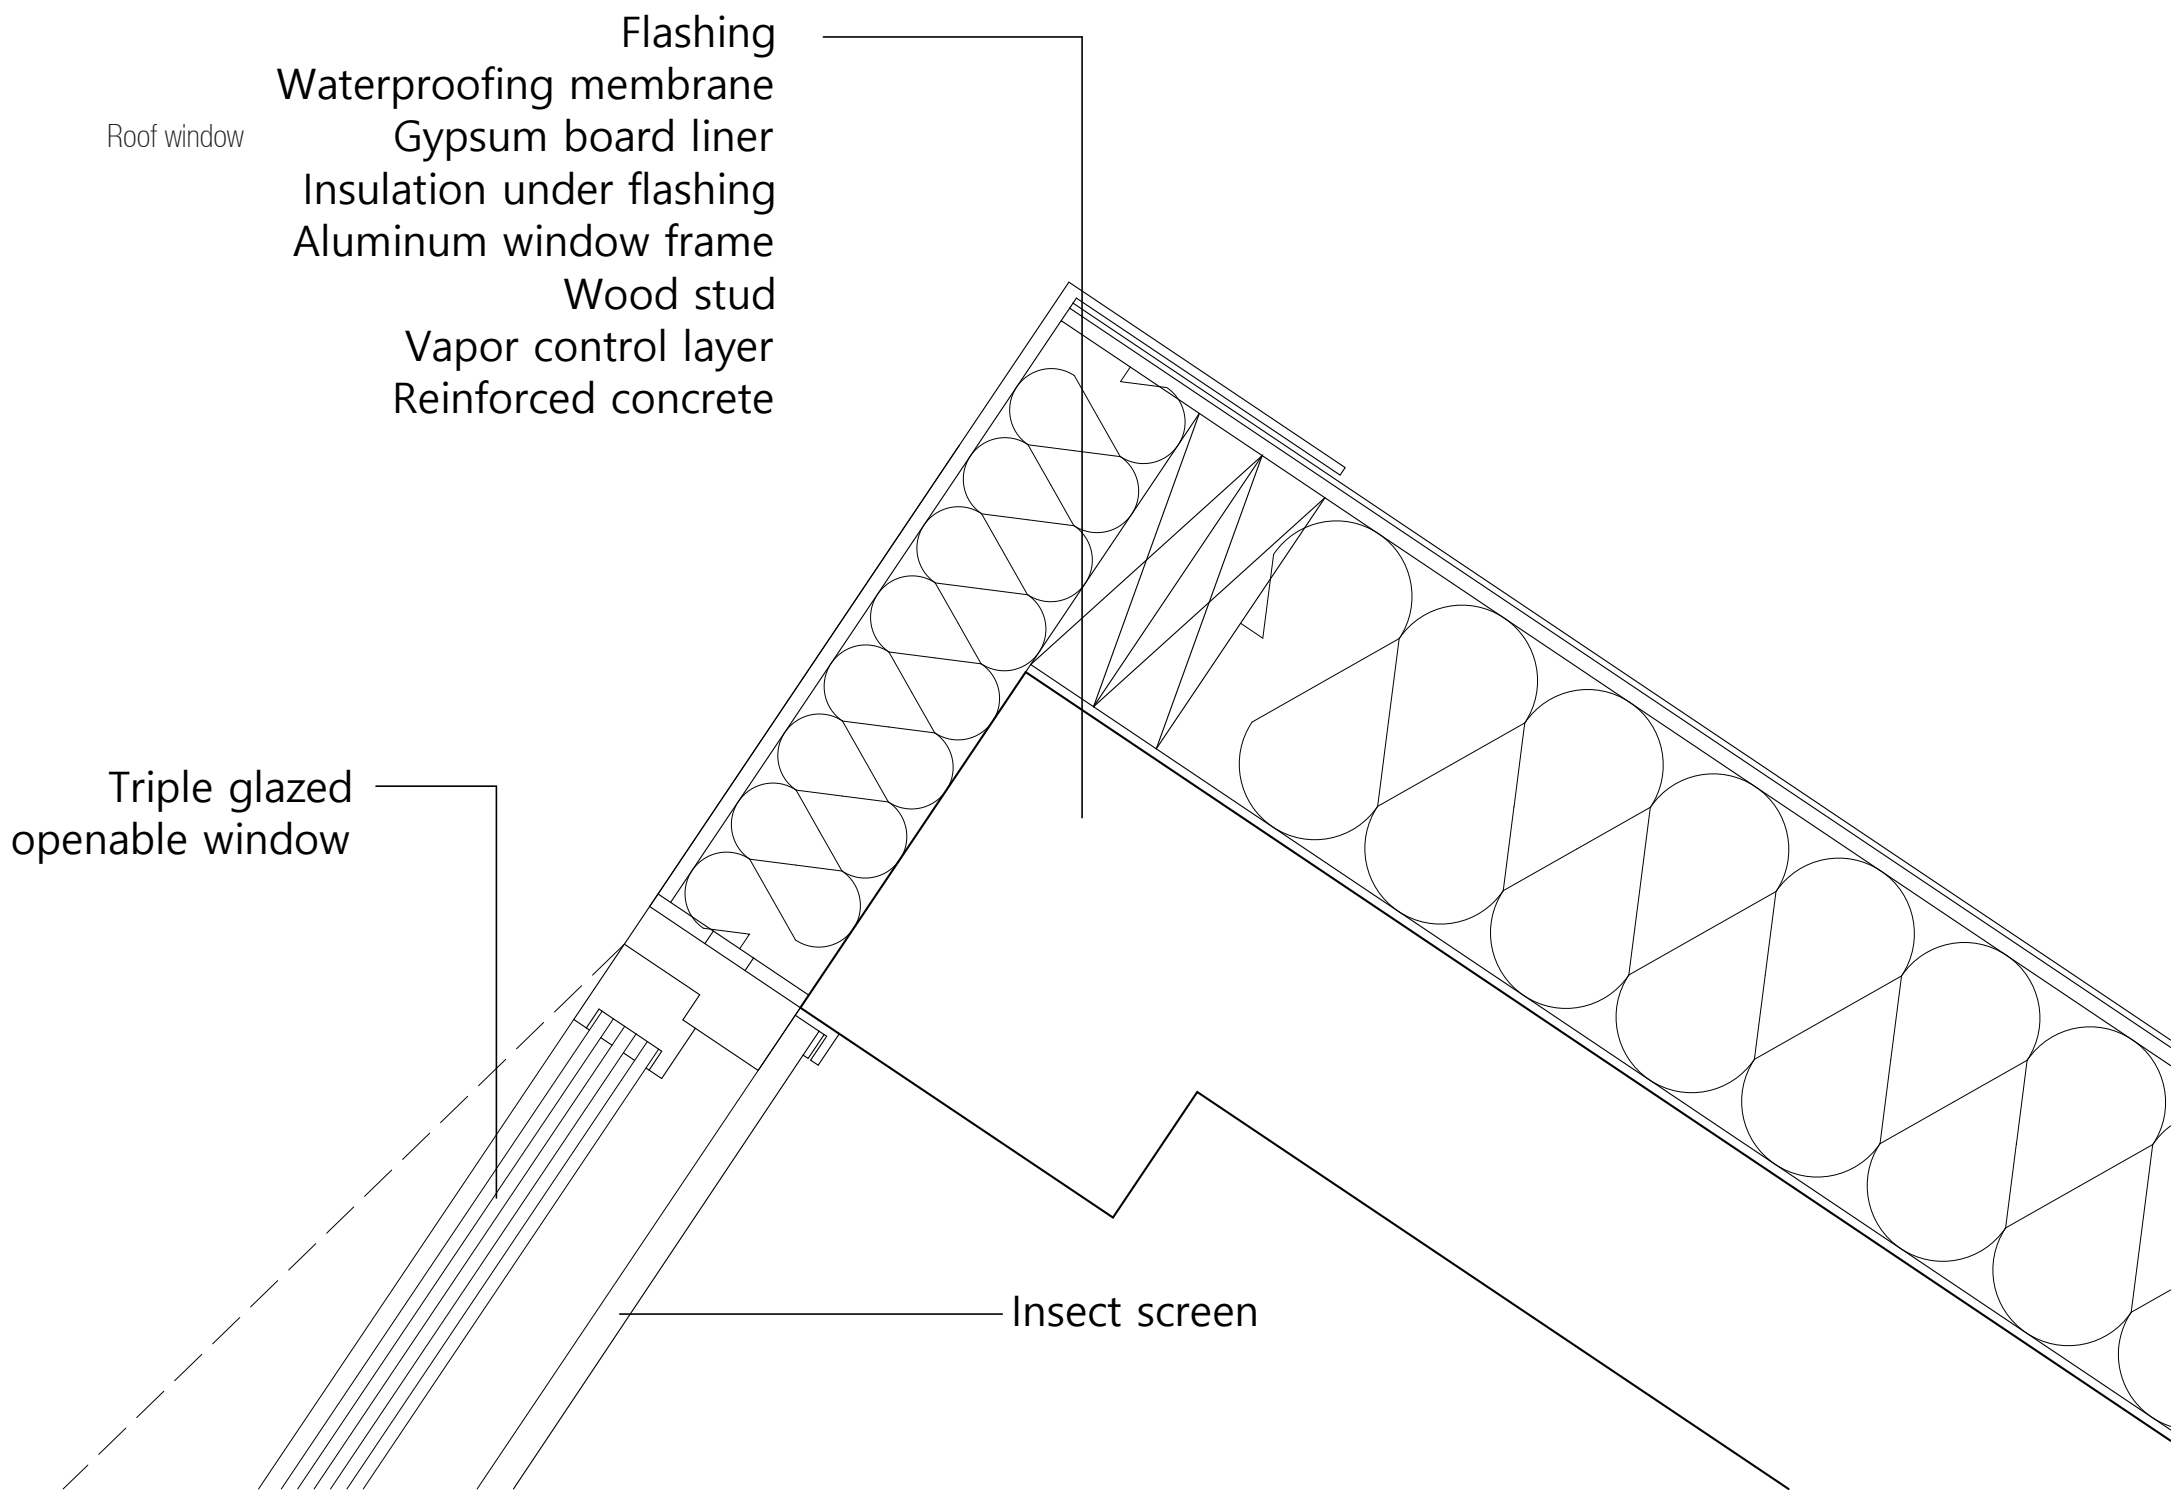 Flashing
Waterproofing membrane
Roof window
Gypsum board liner
Insulation under flashing
Aluminum window frame
Wood stud
Vapor control layer
Reinforced concrete
Triple glazed
openable window
Insect screen